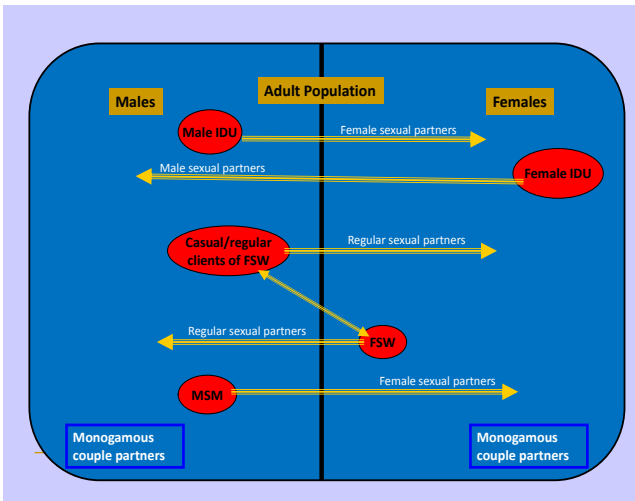 Adult Population
Males
Females
Male IDU
Female sexual partners
Male sexual partners
Female IDU
Casual/regular
clients of FSW
Regular sexual partners
Regular sexual partners
FSW
MSM
Female sexual partners
Monogamous
couple partners
Monogamous
couple partners